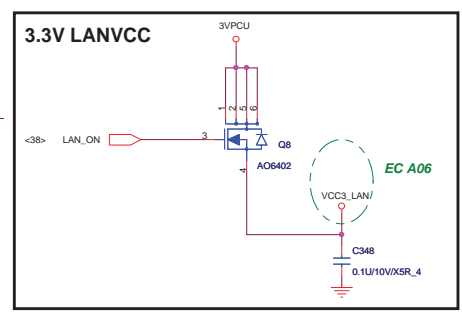 3.3V LANVCC
3VPCU
1 2 5 6
<38> LAN_ON 3
Q8
AO6402
4
EC A06
VCC3_LAN
C348
0.1U/10V/X5R_4